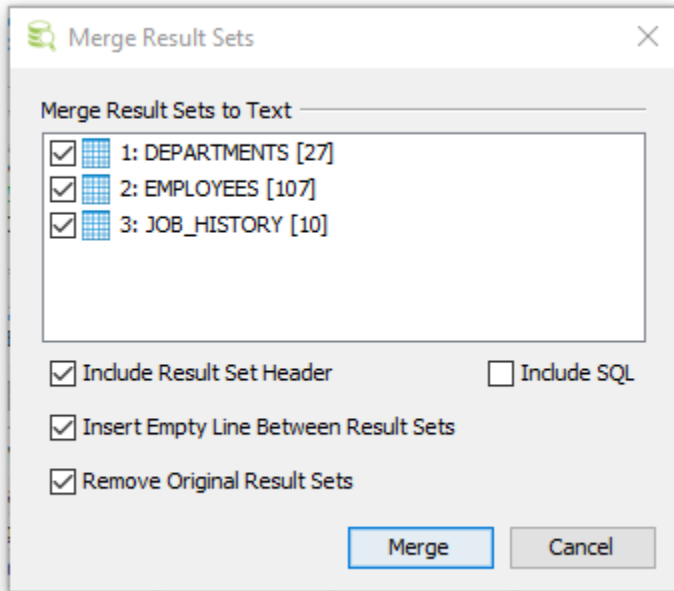 Merge Result Sets
Merge Result Sets to Text
1: DEPARTMENTS [27]
2: EMPLOYEES [107]
3: JOB_HISTORY [10]
Include Result Set Header Include SQL
Insert Empty Line Between Result Sets
Remove Original Result Sets
Merge Cancel